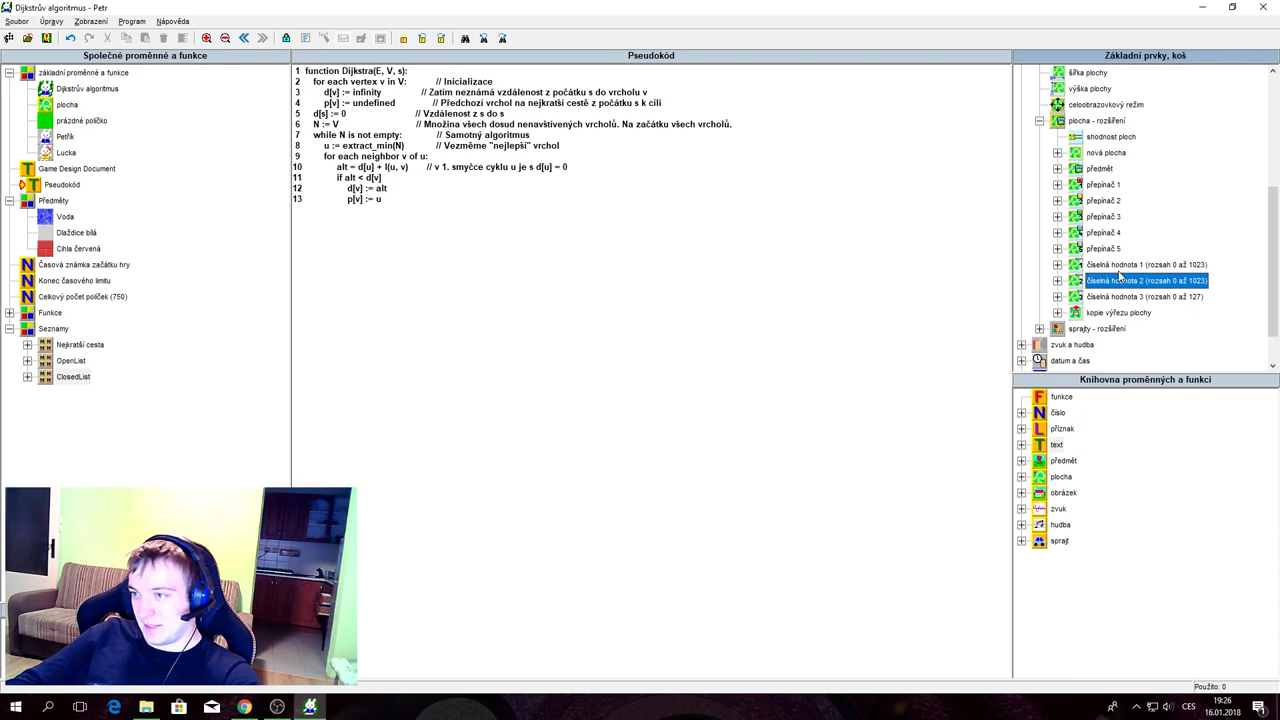 Dijkstrův algoritmus - Petr
Soubor Úpravy Zobrazení Program Nápověda
Společné proměnné a funkce
základní proměnné a funkce
Dijkstrův algoritmus
plocha
prázdné políčko
Petřík
Lucka
Game Design Document
Pseudokód
Předměty
Voda
Dlaždice bílá
Cihla červená
Časová známka začátku hry
Konec časového limitu
Celkový počet políček (750)
Funkce
Seznamy
Nejkratší cesta
OpenList
ClosedList
Pseudokód
1 function Dijkstra(E, V, s):
2 for each vertex v in V: // Inicializace
3 d[v] := infinity // Zatím neznámá vzdálenost z počátku s do vrcholu v
4 p[v] := undefined // Předchozí vrchol na nejkratší cestě z počátku s k cíli
5 d[s] := 0 // Vzdálenost z s do s
6 N := V // Množina všech dosud nenavštívených vrcholů. Na začátku všech vrcholů.
7 while N is not empty: // Samotný algoritmus
8 u := extract_min(N) // Vezměme "nejlepší" vrchol
9 for each neighbor v of u:
10 alt = d[u] + l(u, v) // v 1. smyčce cyklu u je s d[u] = 0
11 if alt < d[v]
12 d[v] := alt
13 p[v] := u
Základní prvky, koš
šířka plochy
výška plochy
celoobrazovkový režim
plocha - rozšíření
shodnost ploch
nová plocha
předmět
přepínač 1
přepínač 2
přepínač 3
přepínač 4
přepínač 5
číselná hodnota 1 (rozsah 0 až 1023)
číselná hodnota 2 (rozsah 0 až 1023)
číselná hodnota 3 (rozsah 0 až 127)
kopie výřezu plochy
sprajty - rozšíření
zvuk a hudba
datum a čas
Knihovna proměnných a funkcí
funkce
číslo
příznak
text
předmět
plocha
obrázek
zvuk
hudba
sprajt
Použito: 0
CES
19:26
16.01.2018